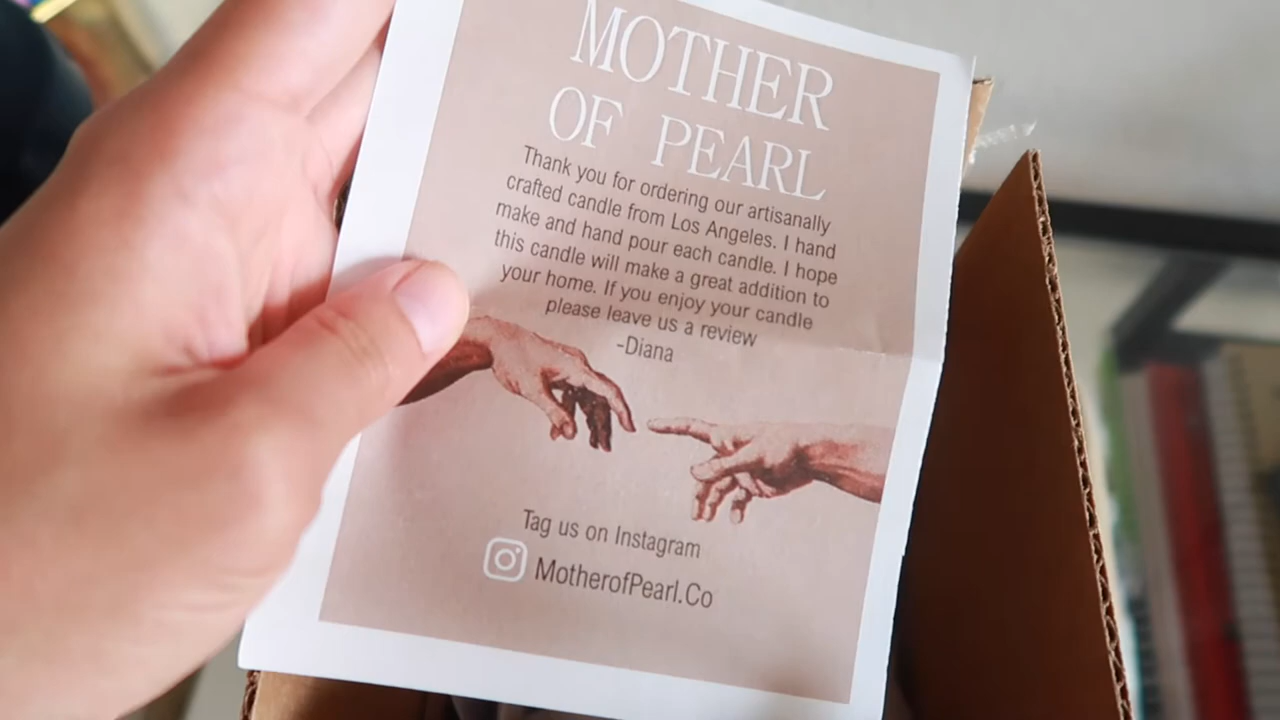 MOTHER
OF PEARL
Thank you for ordering our artisanally
crafted candle from Los Angeles. I hand
make and hand pour each candle. I hope
this candle will make a great addition to
your home. If you enjoy your candle
please leave us a review
-Diana
Tag us on Instagram
MotherofPearl.Co